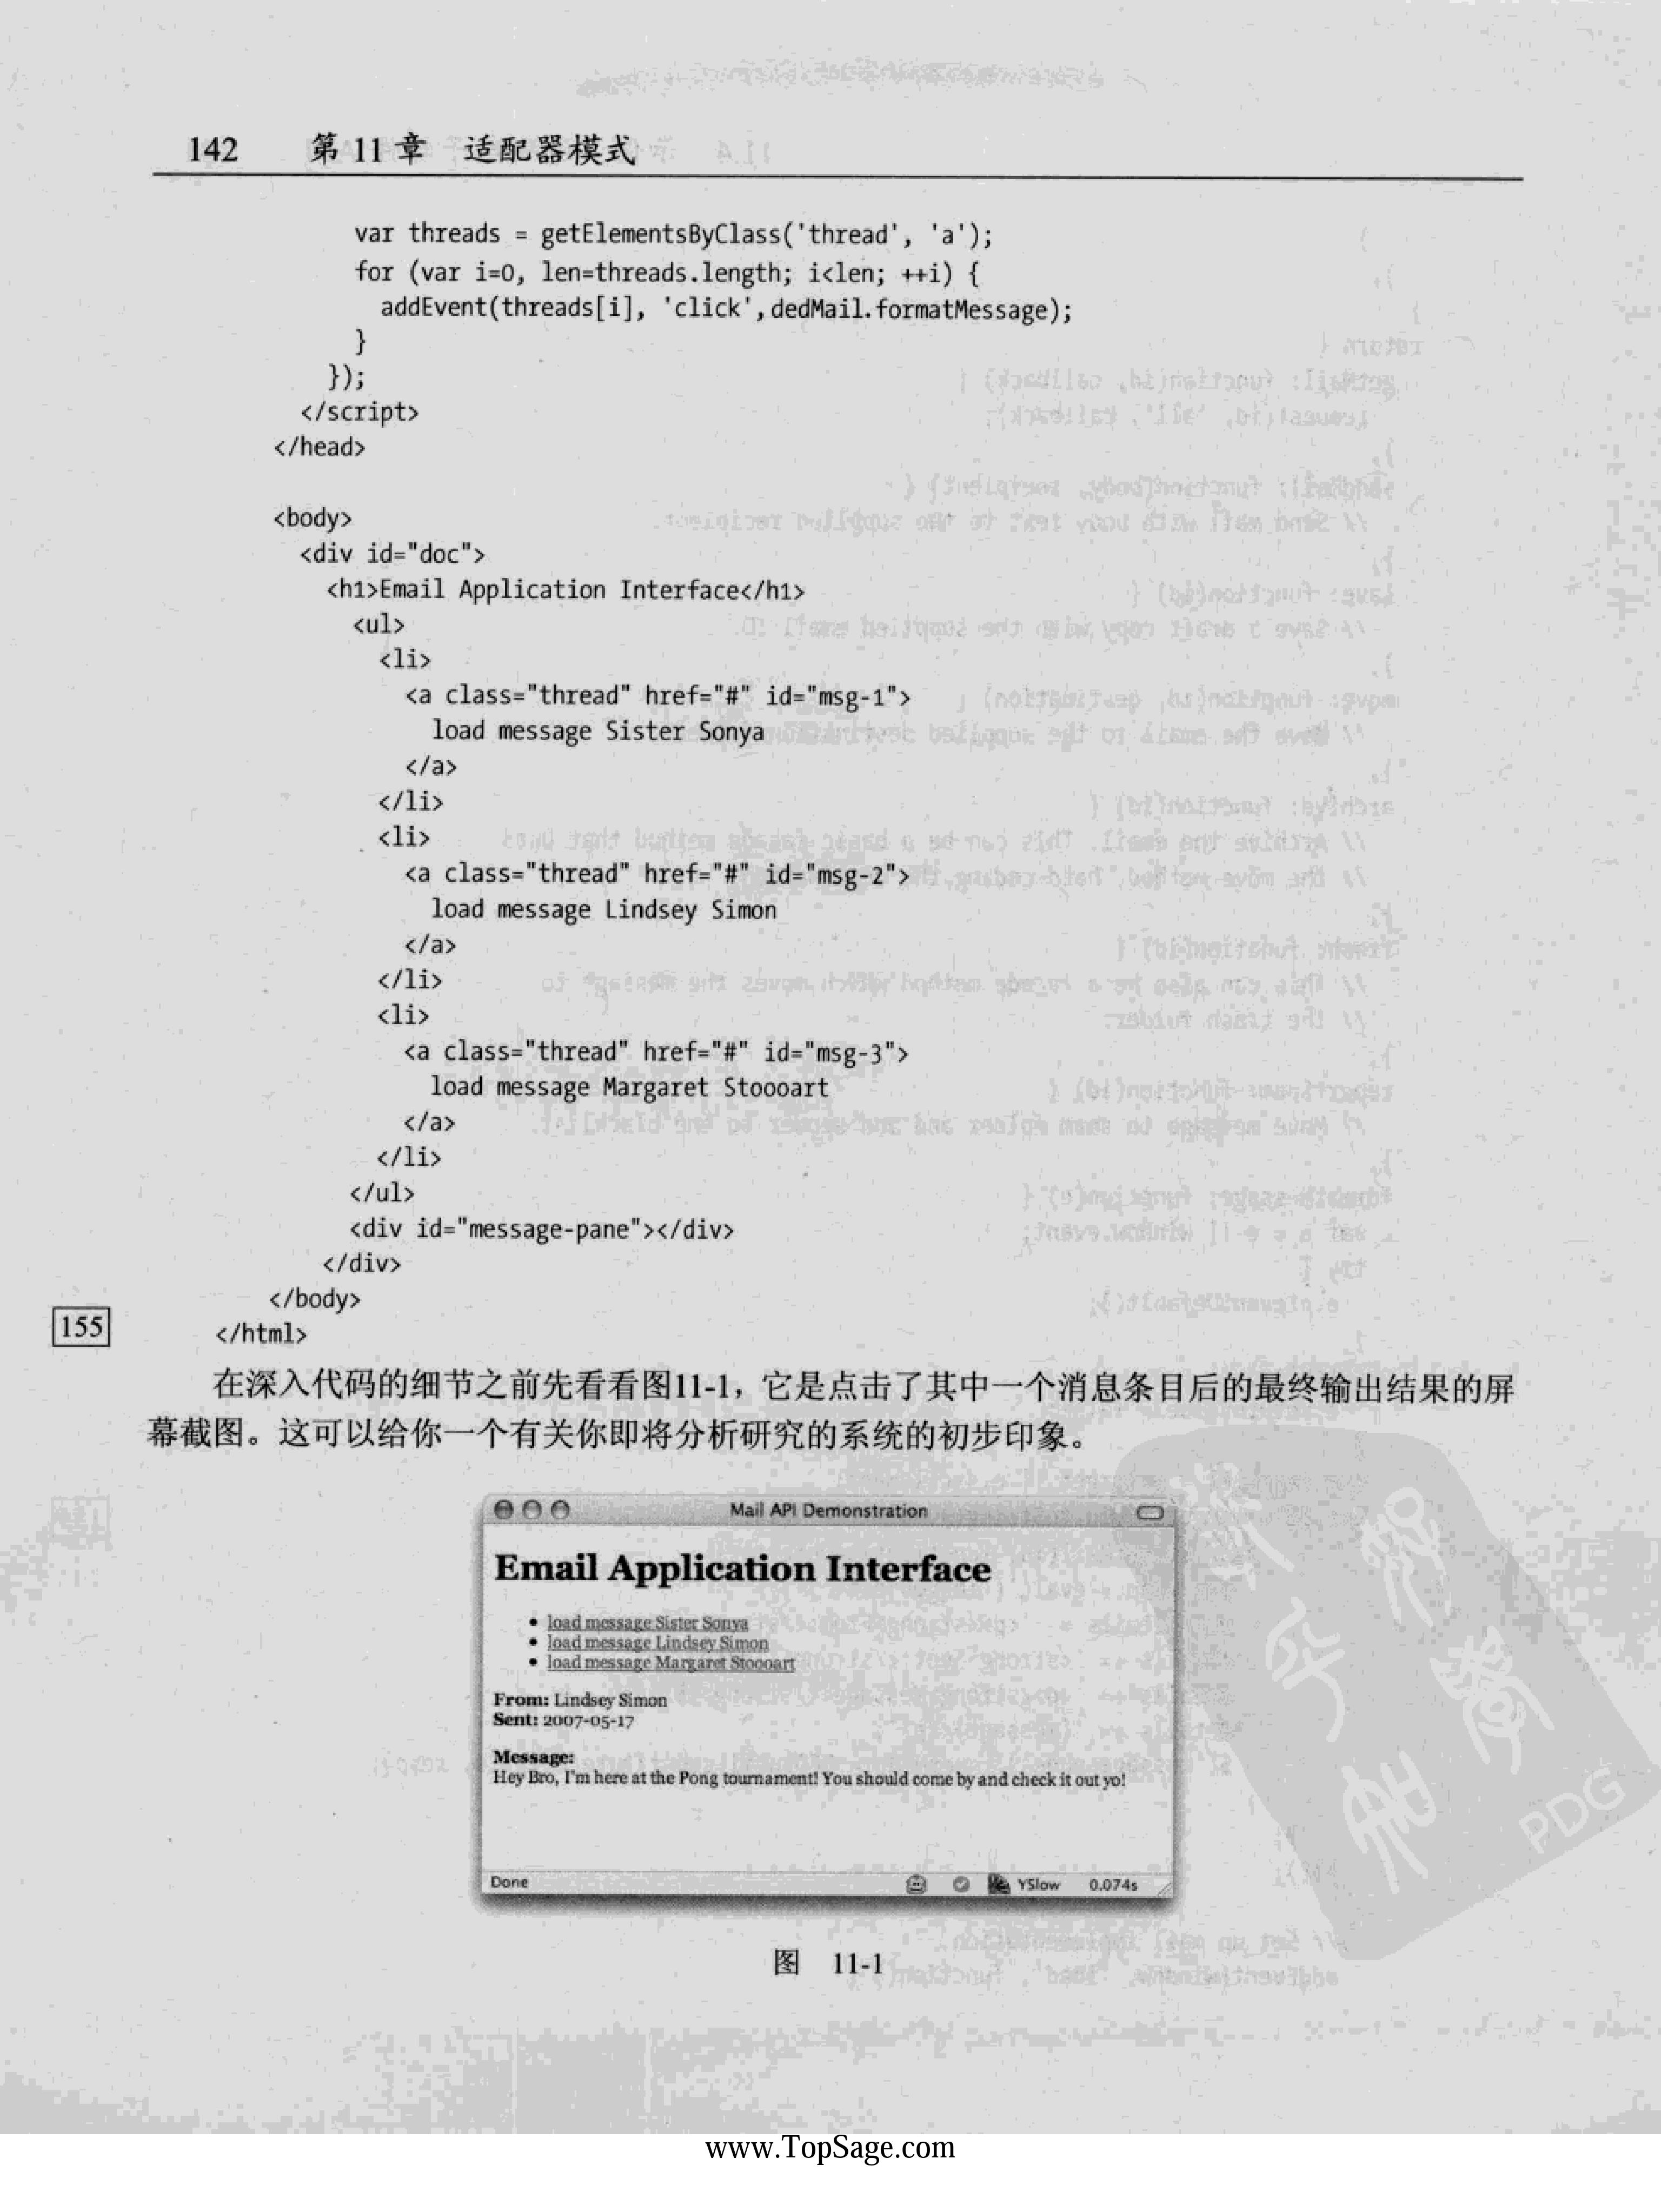 142 第 11 章 适配器模式
var threads = getElementsByClass('thread', 'a');
for (var i=0, len=threads.length; i<len; ++i) {
addEvent(threads[i], 'click',dedMail.formatMessage);
}
});
</script>
</head>
<body>
<div id="doc">
<h1>Email Application Interface</h1>
<ul>
<li>
<a class="thread" href="#" id="msg-1">
load message Sister Sonya
</a>
</li>
<li>
<a class="thread" href="#" id="msg-2">
load message Lindsey Simon
</a>
</li>
<li>
<a class="thread" href="#" id="msg-3">
load message Margaret Stoooart
</a>
</li>
</ul>
<div id="message-pane"></div>
</div>
</body>
155
</html>
在深入代码的细节之前先看看图11-1，它是点击了其中一个消息条目后的最终输出结果的屏
幕截图。这可以给你一个有关你即将分析研究的系统的初步印象。
Mail API Demonstration
Email Application Interface
• load message Sister Sonya
• load message Lindsey Simon
• load message Margaret Stoooart
From: Lindsey Simon
Sent: 2007-05-17
Message:
Hey Bro, I'm here at the Pong tournament! You should come by and check it out yo!
Done YSlow 0.074s
PDG
图 11-1
www.TopSage.com